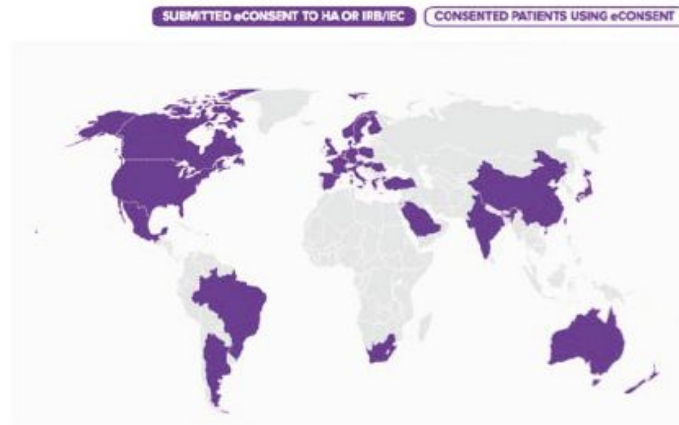 SUBMITTED eCONSENT TO HA OR IRB/IEC
CONSENTED PATIENTS USING eCONSENT